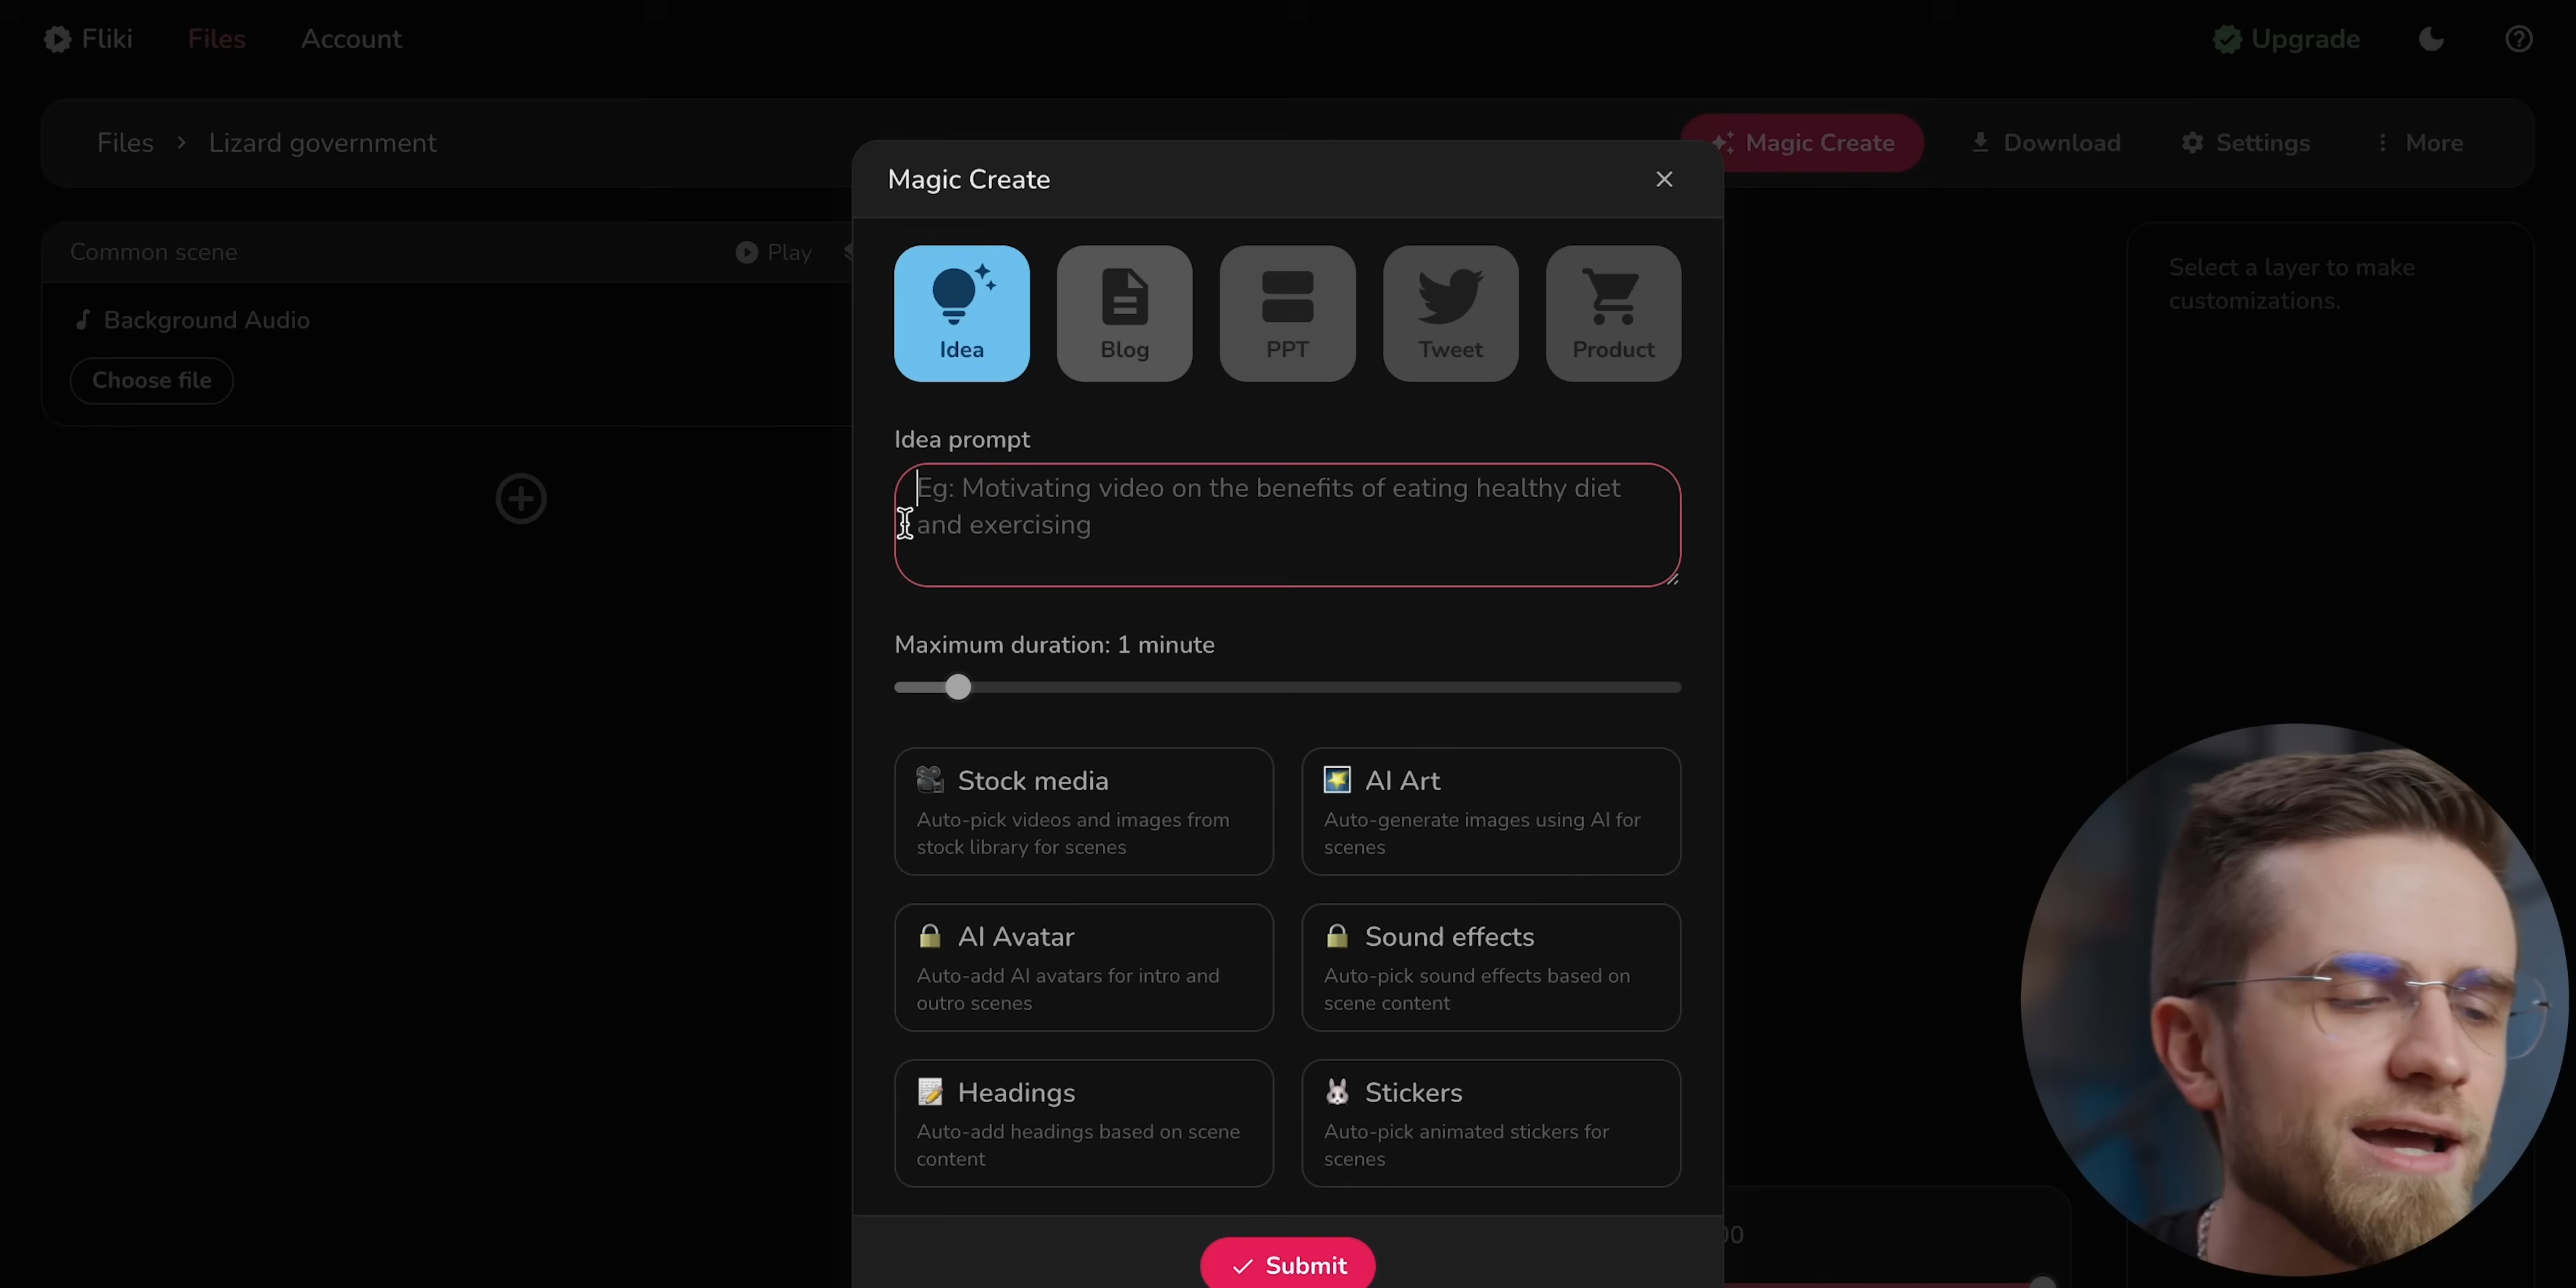 Fliki
Files
Account
Upgrade
Files > Lizard government
Magic Create
Download
Settings
More
Magic Create
Common scene
Play
Select a layer to make
customizations.
Background Audio
Choose file
Idea
Blog
PPT
Tweet
Product
Idea prompt
Eg: Motivating video on the benefits of eating healthy diet
and exercising
Maximum duration: 1 minute
Stock media
Auto-pick videos and images from
stock library for scenes
AI Art
Auto-generate images using AI for
scenes
AI Avatar
Auto-add AI avatars for intro and
outro scenes
Sound effects
Auto-pick sound effects based on
scene content
Headings
Auto-add headings based on scene
content
Stickers
Auto-pick animated stickers for
scenes
Submit